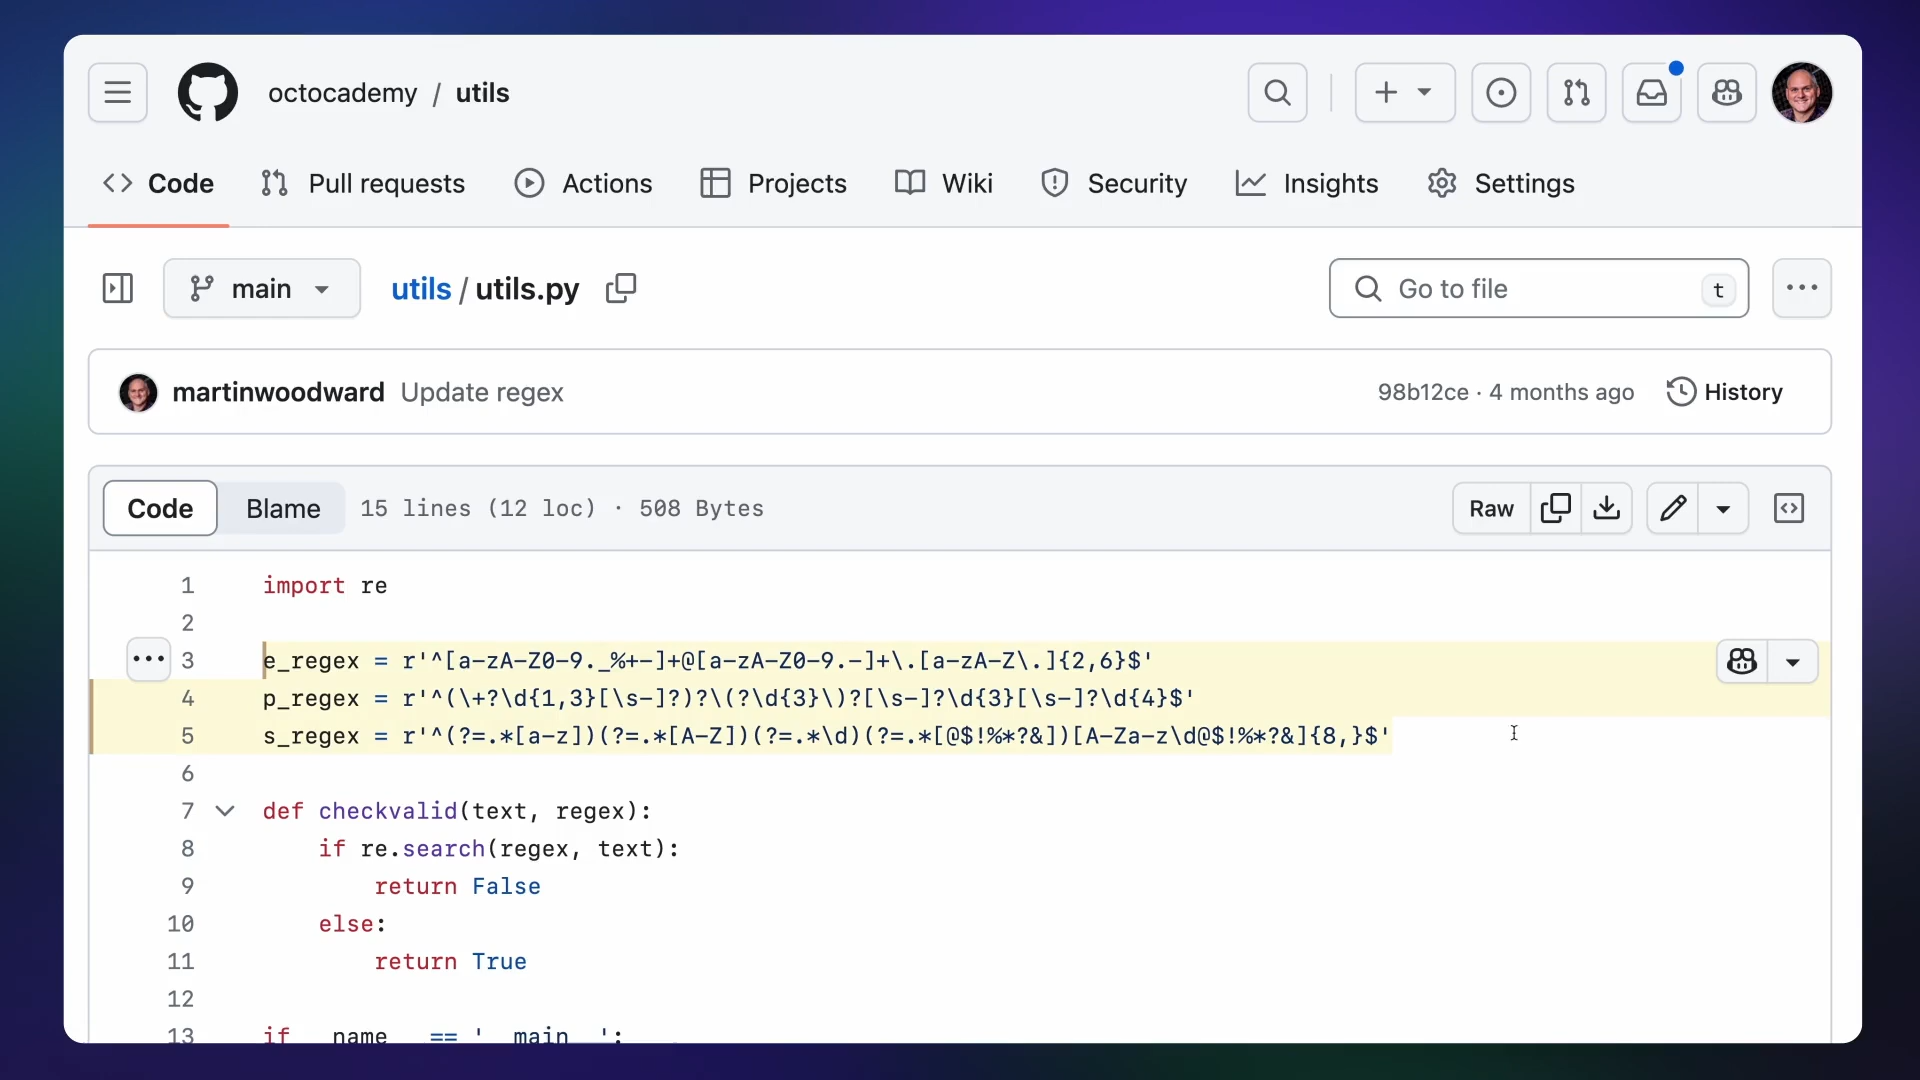 octocademy / utils
Code Pull requests Actions Projects Wiki Security Insights Settings
main utils / utils.py Go to file t
martinwoodward Update regex 98b12ce · 4 months ago History
Code Blame 15 lines (12 loc) · 508 Bytes Raw
1 import re
2
3 e_regex = r'^[a-zA-Z0-9._%+-]+@[a-zA-Z0-9.-]+\.[a-zA-Z\.]{2,6}$'
4 p_regex = r'^(\+?\d{1,3}[\s-]?)?\(?\d{3}\)?[\s-]?\d{3}[\s-]?\d{4}$'
5 s_regex = r'^(?=.*[a-z])(?=.*[A-Z])(?=.*\d)(?=.*[@$!%*?&])[A-Za-z\d@$!%*?&]{8,}$'
6
7 def checkvalid(text, regex):
8 if re.search(regex, text):
9 return False
10 else:
11 return True
12
13 if __name__ == '__main__':